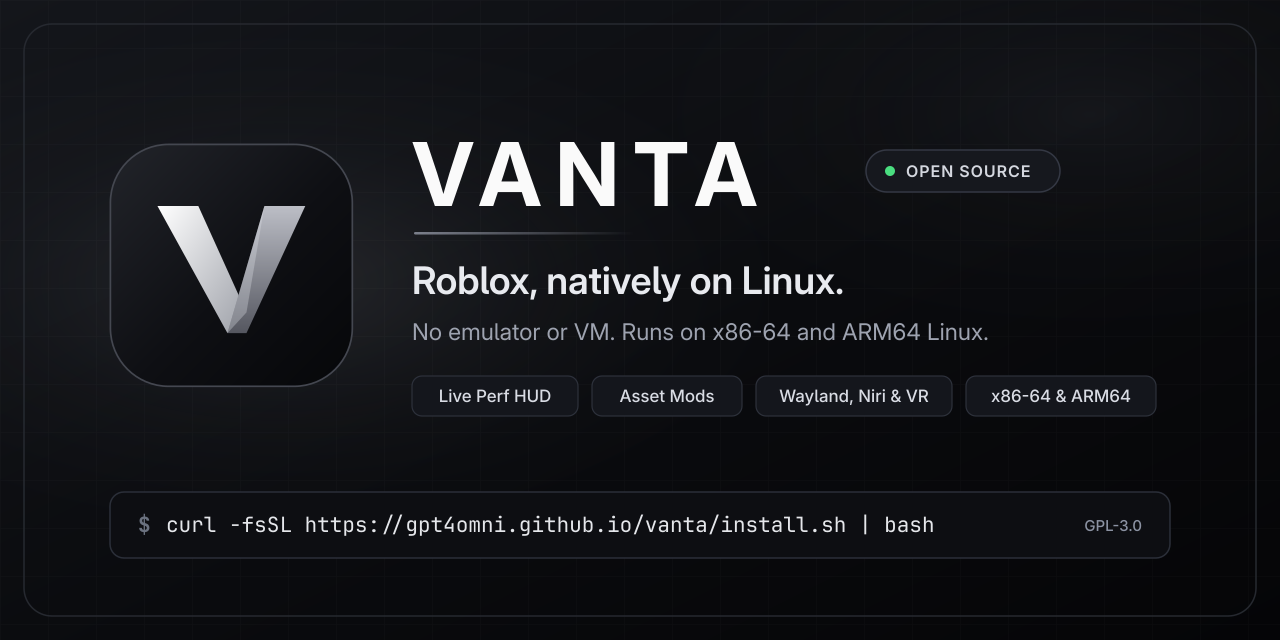 VANTA
OPEN SOURCE
Roblox, natively on Linux.
No emulator or VM. Runs on x86-64 and ARM64 Linux.
Live Perf HUD
Asset Mods
Wayland, Niri & VR
x86-64 & ARM64
$ curl -fsSL https://gpt4omni.github.io/vanta/install.sh | bash
GPL-3.0